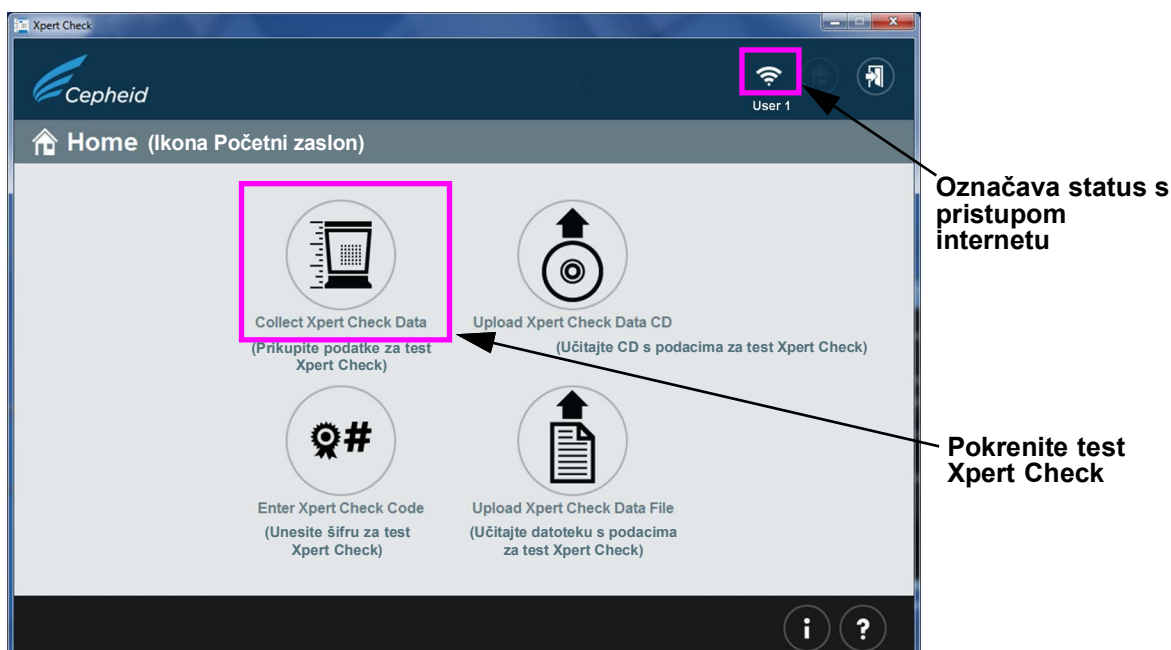 Xpert Check
Cepheid
User 1
Home (Ikona Početni zaslon)
Označava status s
pristupom
internetu
Collect Xpert Check Data
(Prikupite podatke za test
Xpert Check)
Upload Xpert Check Data CD
(Učitajte CD s podacima za test Xpert Check)
Pokrenite test
Xpert Check
#
Enter Xpert Check Code
(Unesite šifru za test
Xpert Check)
Upload Xpert Check Data File
(Učitajte datoteku s podacima
za test Xpert Check)
i ?